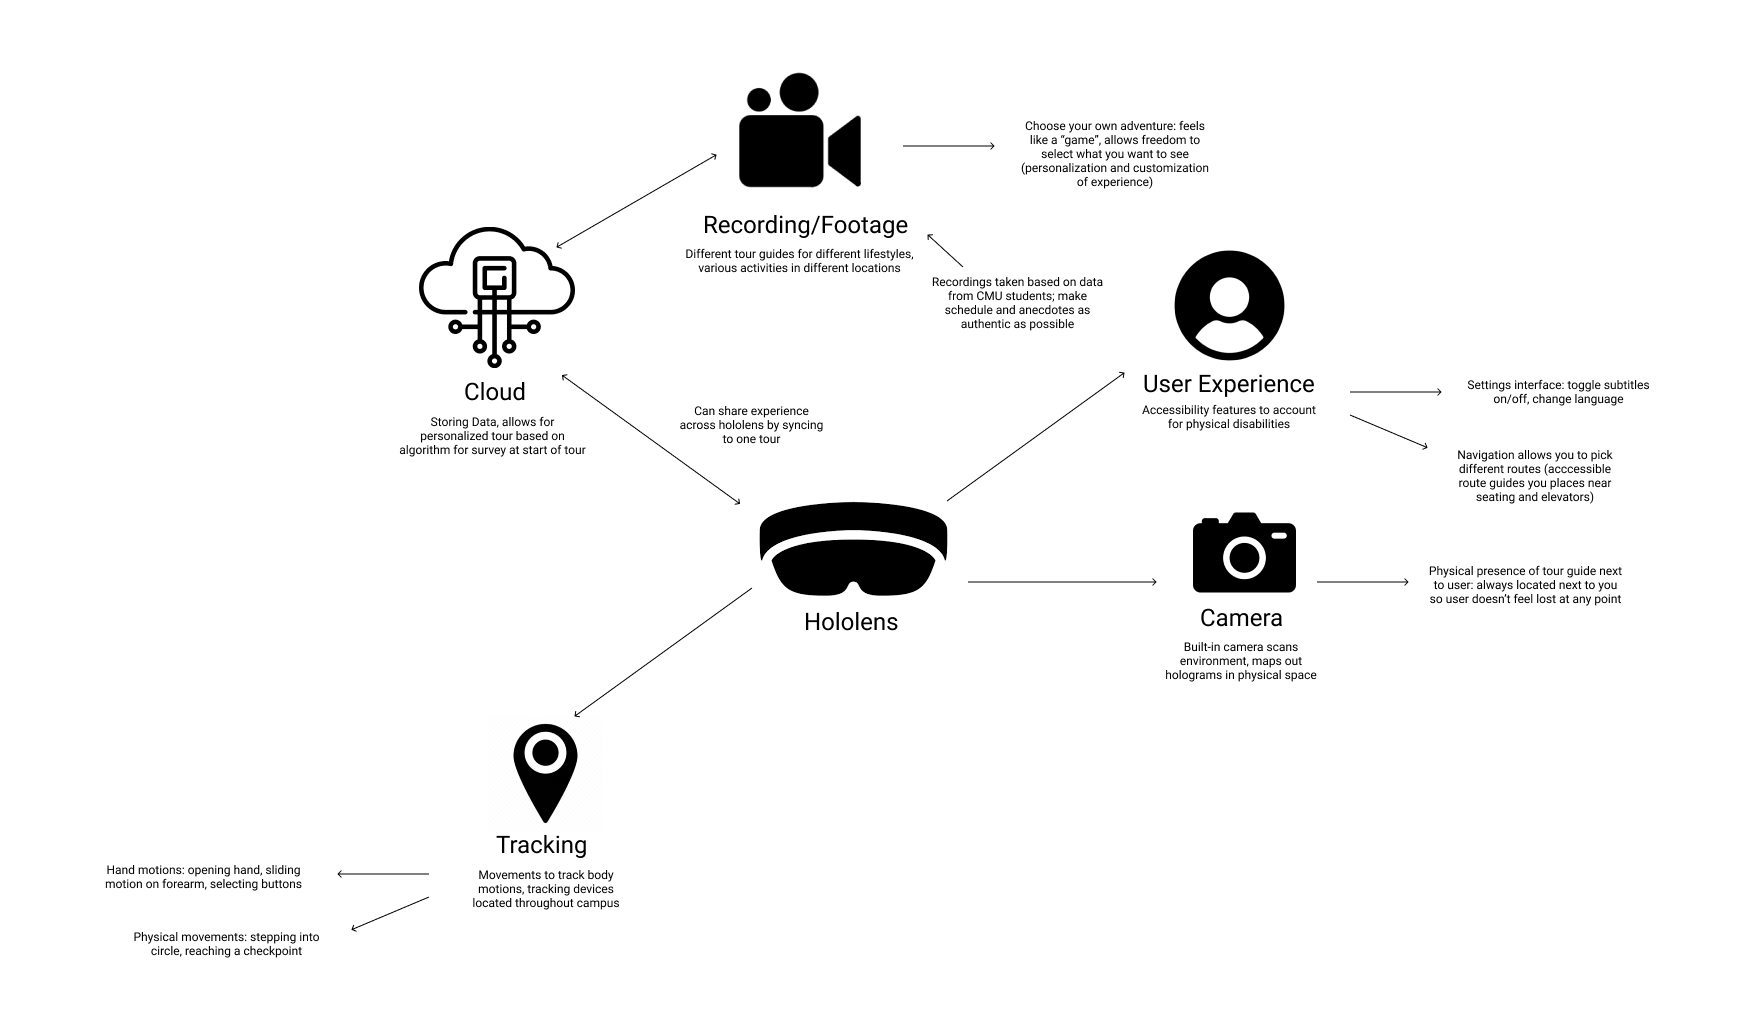 Choose your own adventure: feels
like a “game”, allows freedom to
select what you want to see
(personalization and customization
of experience)
Recording/Footage
Different tour guides for different lifestyles,
various activities in different locations
Recordings taken based on data
from CMU students; make
schedule and anecdotes as
authentic as possible
Cloud
Storing Data, allows for
personalized tour based on
algorithm for survey at start of tour
Can share experience
across hololens by syncing
to one tour
User Experience
Accessibility features to account
for physical disabilities
Settings interface: toggle subtitles
on/off, change language
Navigation allows you to pick
different routes (acccessible
route guides you places near
seating and elevators)
Hololens
Camera
Built-in camera scans
environment, maps out
holograms in physical space
Physical presence of tour guide next
to user: always located next to you
so user doesn’t feel lost at any point
Tracking
Movements to track body
motions, tracking devices
located throughout campus
Hand motions: opening hand, sliding
motion on forearm, selecting buttons
Physical movements: stepping into
circle, reaching a checkpoint